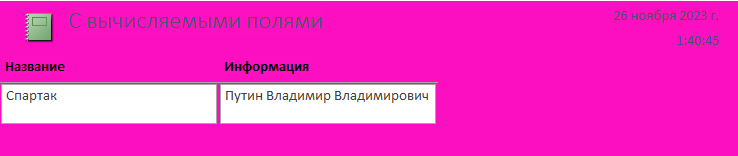 С вычисляемыми полями
26 ноября 2023 г.
1:40:45
Название Информация
Спартак Путин Владимир Владимирович